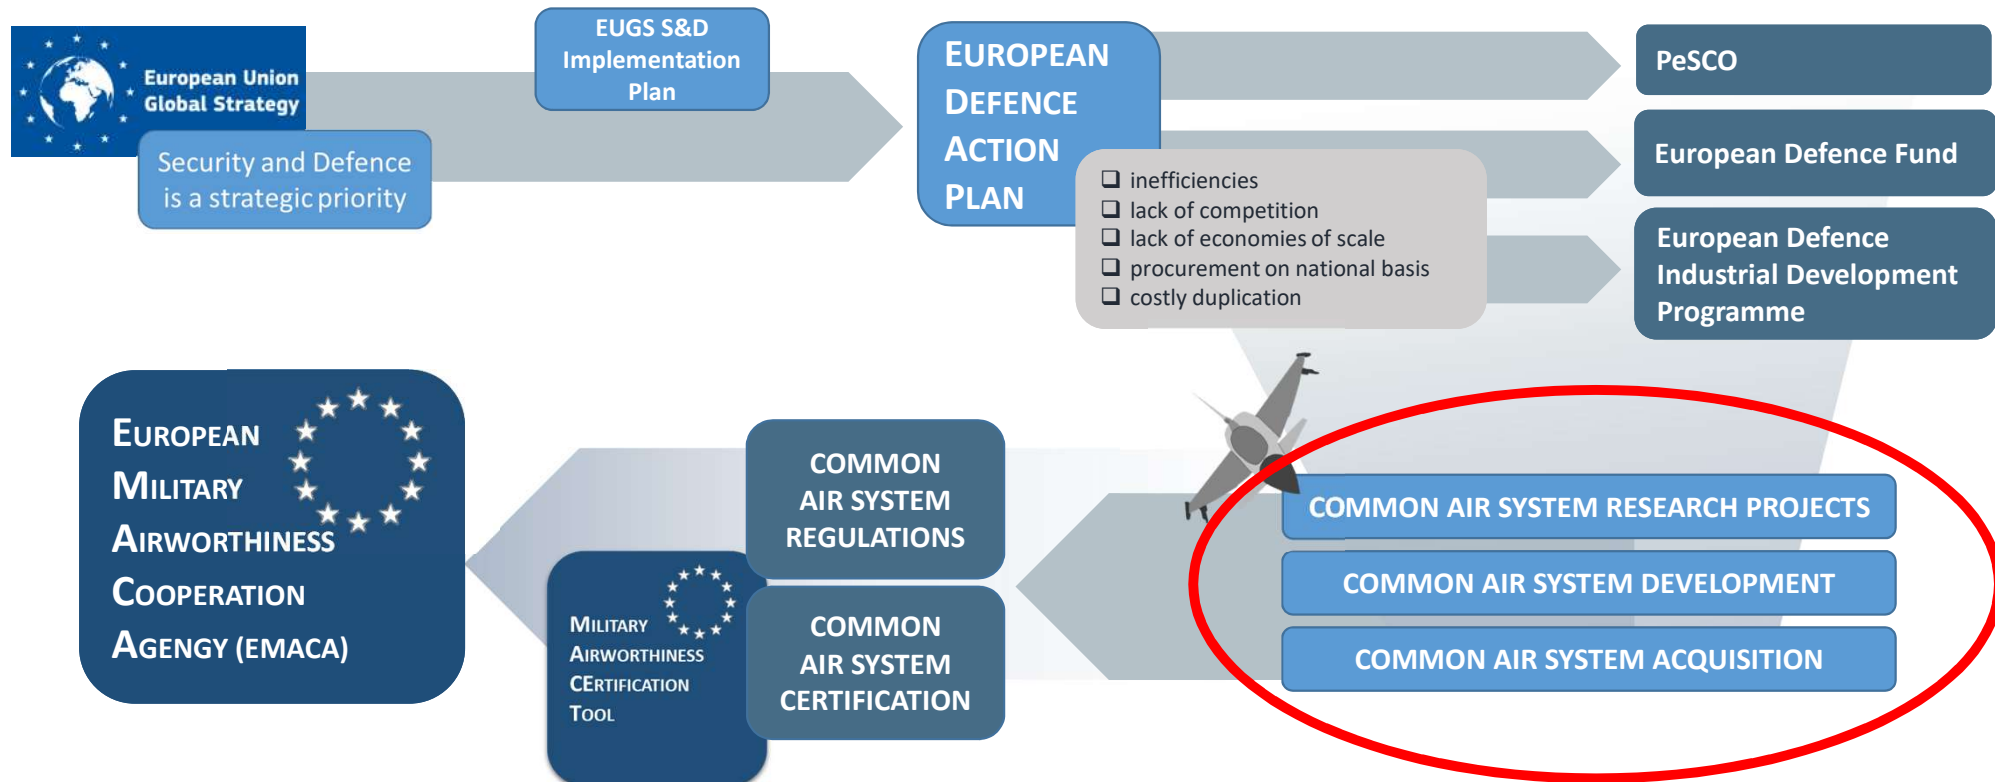 European Union
Global Strategy
Security and Defence
is a strategic priority
EUGS S&D
Implementation
Plan
EUROPEAN
DEFENCE
ACTION
PLAN
❑ inefficiencies
❑ lack of competition
❑ lack of economies of scale
❑ procurement on national basis
❑ costly duplication
PeSCO
European Defence Fund
European Defence
Industrial Development
Programme
COMMON AIR SYSTEM RESEARCH PROJECTS
COMMON AIR SYSTEM DEVELOPMENT
COMMON AIR SYSTEM ACQUISITION
COMMON
AIR SYSTEM
REGULATIONS
COMMON
AIR SYSTEM
CERTIFICATION
MILITARY
AIRWORTHINESS
CERTIFICATION
TOOL
EUROPEAN
MILITARY
AIRWORTHINESS
COOPERATION
AGENGY (EMACA)